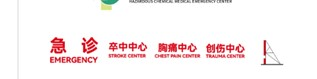 HAZARDOUS CHEMICAL MEDICAL EMERGENCY CENTER
急 诊 卒中中心 胸痛中心 创伤中心
EMERGENCY STROKE CENTER CHEST PAIN CENTER TRAUMA CENTER